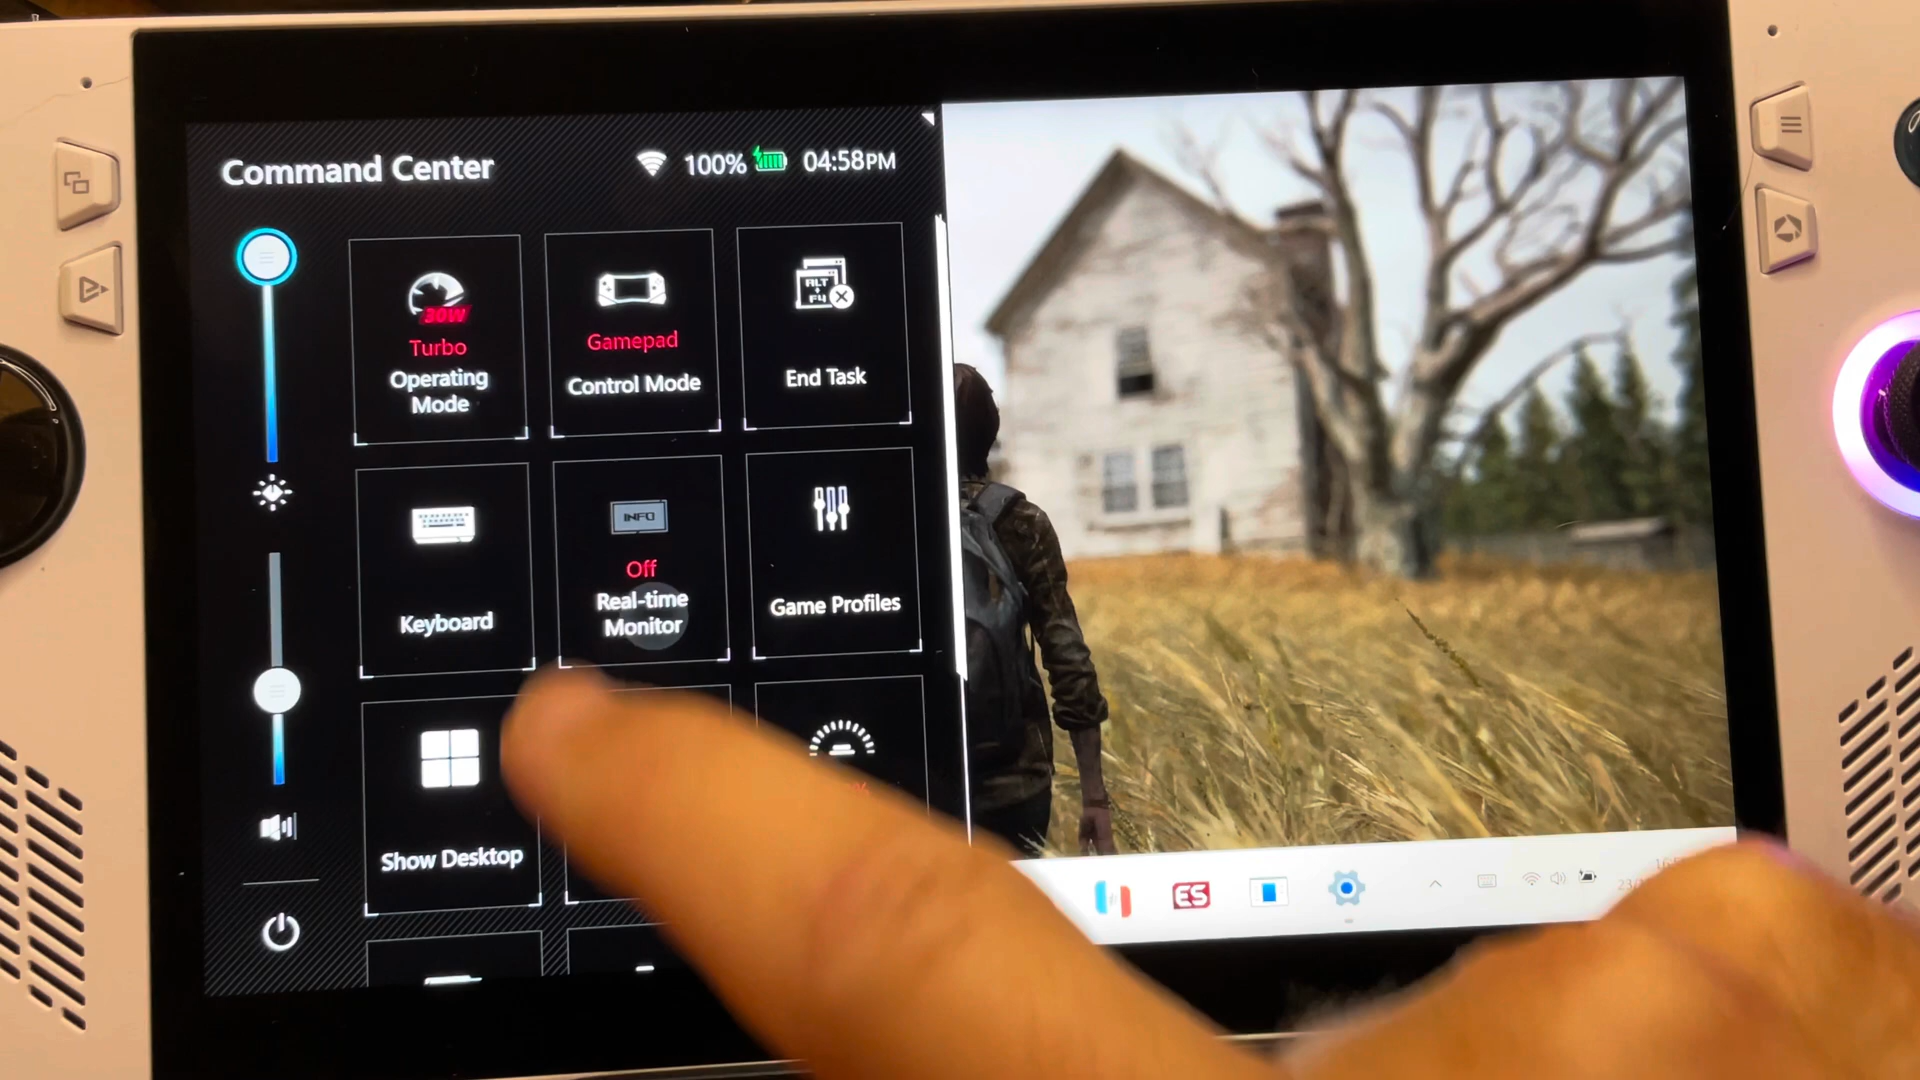 Command Center
100%
04:58PM
30W
Turbo
Operating
Mode
Gamepad
Control Mode
ALT
+
F4
End Task
Keyboard
INFO
Off
Real-time
Monitor
Game Profiles
Show Desktop
ES